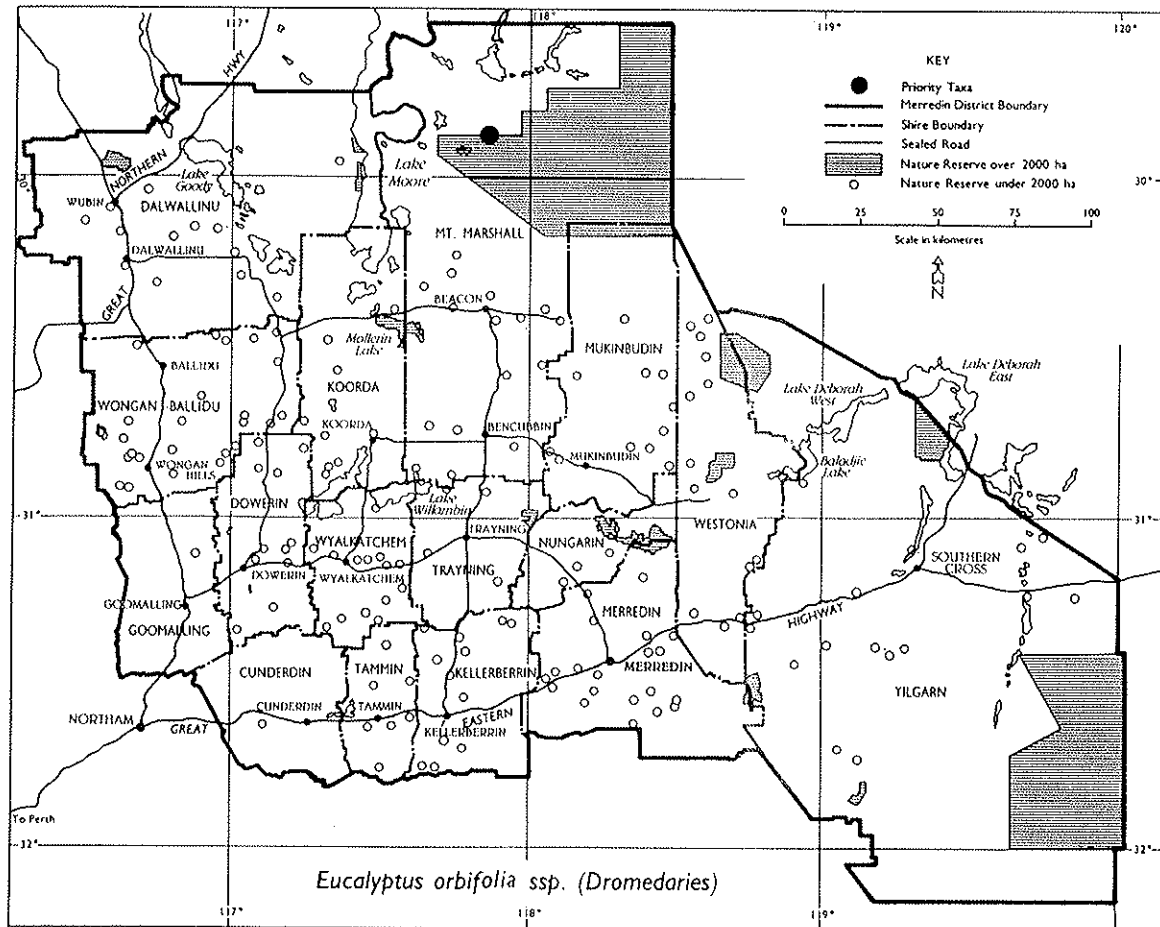 117°
118°
119°
120°
HWY
KEY
Priority Taxa
Merredin District Boundary
Shire Boundary
Sealed Road
Nature Reserve over 2000 ha
Nature Reserve under 2000 ha
0 25 50 75 100
Scale in kilometres
N
NORTHERN
Lake Goody
Lake Moore
30°
30°
WUBIN
DALWALLINU
MT. MARSHALL
DALWALLINU
GREAT
BEACON
Mollerin Lake
MUKINBUDIN
BALLIDU
KOORDA
Lake Deborah West
Lake Deborah East
WONGAN BALLIDU
KOORDA
BENCUBBIN
MUKINBUDIN
WONGAN HILLS
Baladjie Lake
DOWERIN
Lake Wallambin
WESTONIA
31°
31°
WYALKATCHEM
TRAYNING
NUNGARIN
SOUTHERN CROSS
DOWERIN
WYALKATCHEM
TRAYNING
GOOMALLING
MERREDIN
HIGHWAY
GOOMALLING
CUNDERDIN
TAMMIN
KELLERBERRIN
MERREDIN
YILGARN
NORTHAM
GREAT
CUNDERDIN
TAMMIN
EASTERN
KELLERBERRIN
To Perth
32°
32°
Eucalyptus orbifolia ssp. (Dromedaries)
117°
118°
119°